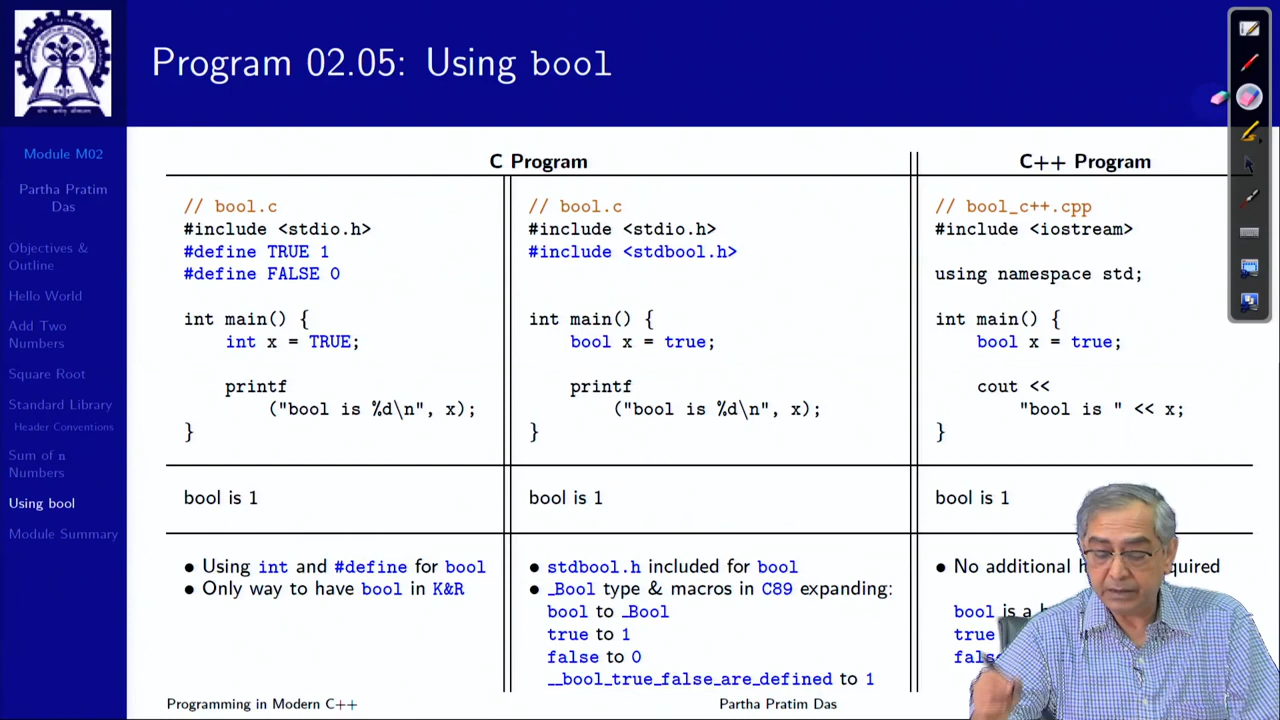 Program 02.05: Using bool
Module M02
Partha Pratim
Das
Objectives &
Outline
Hello World
Add Two
Numbers
Square Root
Standard Library
Header Conventions
Sum of n
Numbers
Using bool
Module Summary
C Program
C++ Program
// bool.c
#include <stdio.h>
#define TRUE 1
#define FALSE 0
int main() {
int x = TRUE;
printf
("bool is %d\n", x);
}
// bool.c
#include <stdio.h>
#include <stdbool.h>
int main() {
bool x = true;
printf
("bool is %d\n", x);
}
// bool_c++.cpp
#include <iostream>
using namespace std;
int main() {
bool x = true;
cout <<
"bool is " << x;
}
bool is 1
bool is 1
bool is 1
• Using int and #define for bool
• Only way to have bool in K&R
• stdbool.h included for bool
• _Bool type & macros in C89 expanding:
bool to _Bool
true to 1
false to 0
__bool_true_false_are_defined to 1
• No additional
bool is a
true
Programming in Modern C++
Partha Pratim Das